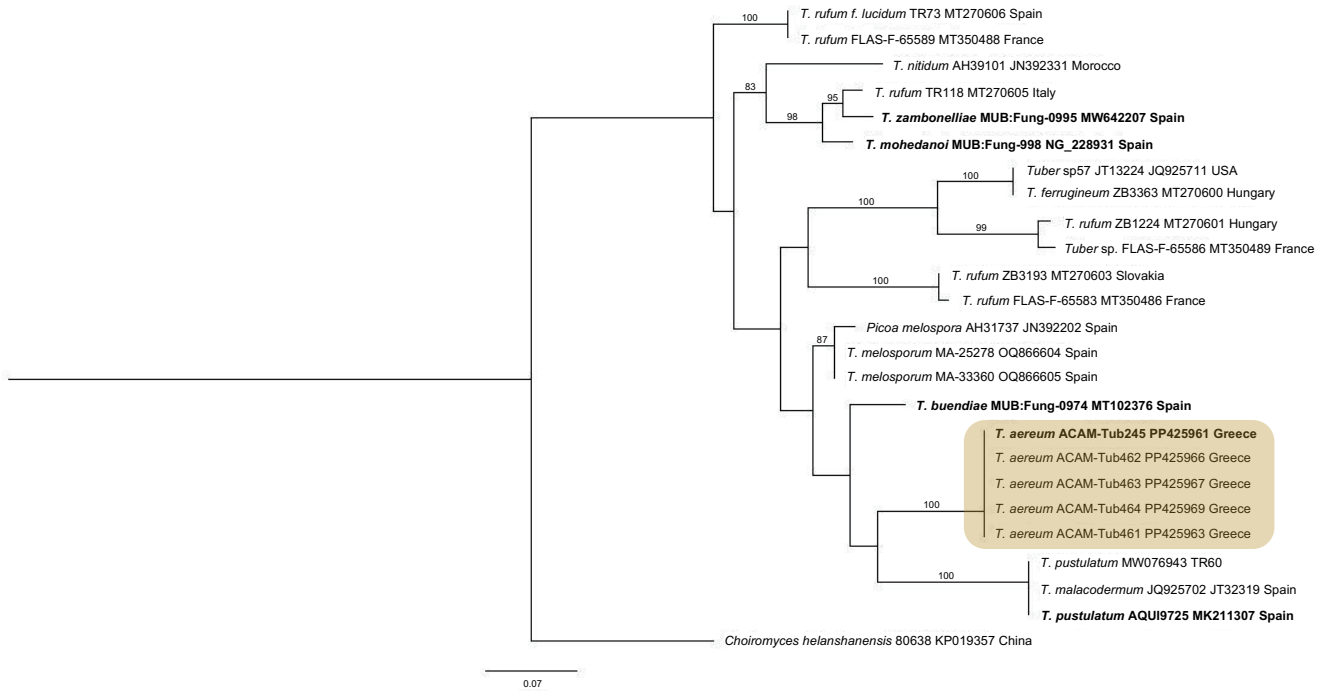 T. rufum f. lucidum TR73 MT270606 Spain
100
T. rufum FLAS-F-65589 MT350488 France
T. nitidum AH39101 JN392331 Morocco
83
T. rufum TR118 MT270605 Italy
95
T. zambonelliae MUB:Fung-0995 MW642207 Spain
98
T. mohedanoi MUB:Fung-998 NG_228931 Spain
Tuber sp57 JT13224 JQ925711 USA
100
T. ferrugineum ZB3363 MT270600 Hungary
100
T. rufum ZB1224 MT270601 Hungary
99
Tuber sp. FLAS-F-65586 MT350489 France
T. rufum ZB3193 MT270603 Slovakia
100
T. rufum FLAS-F-65583 MT350486 France
Picoa melospora AH31737 JN392202 Spain
87
T. melosporum MA-25278 OQ866604 Spain
T. melosporum MA-33360 OQ866605 Spain
T. buendiae MUB:Fung-0974 MT102376 Spain
T. aereum ACAM-Tub245 PP425961 Greece
T. aereum ACAM-Tub462 PP425966 Greece
T. aereum ACAM-Tub463 PP425967 Greece
100
T. aereum ACAM-Tub464 PP425969 Greece
T. aereum ACAM-Tub461 PP425963 Greece
T. pustulatum MW076943 TR60
100
T. malacodermum JQ925702 JT32319 Spain
T. pustulatum AQUI9725 MK211307 Spain
Choiromyces helanshanensis 80638 KP019357 China
0.07